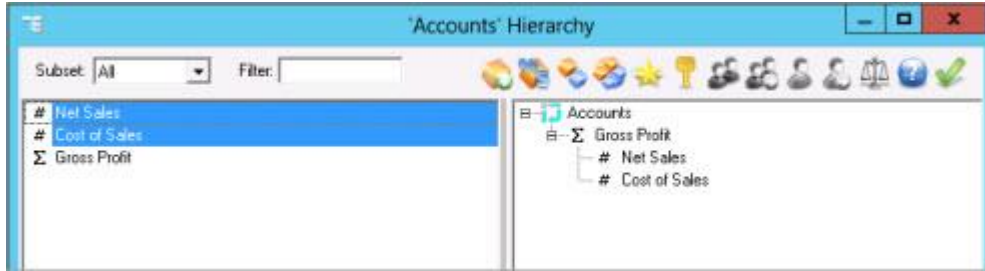 'Accounts' Hierarchy
Subset: All Filter:
# Net Sales
# Cost of Sales
Σ Gross Profit
Accounts
Σ Gross Profit
# Net Sales
# Cost of Sales